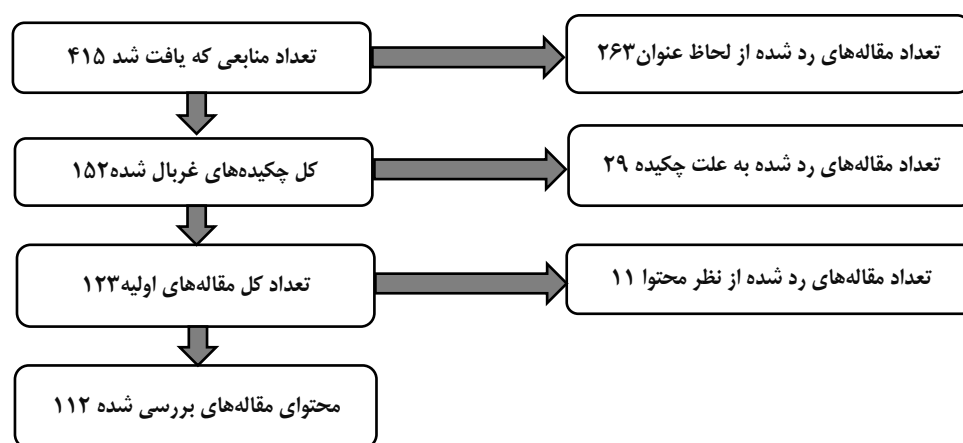 تعداد منابعی که یافت شد ۴۱۵
تعداد مقاله‌های رد شده از لحاظ عنوان۲۶۳
کل چکیده‌های غربال شده۱۵۲
تعداد مقاله‌های رد شده به علت چکیده ۲۹
تعداد کل مقاله‌های اولیه۱۲۳
تعداد مقاله‌های رد شده از نظر محتوا ۱۱
محتوای مقاله‌های بررسی شده ۱۱۲